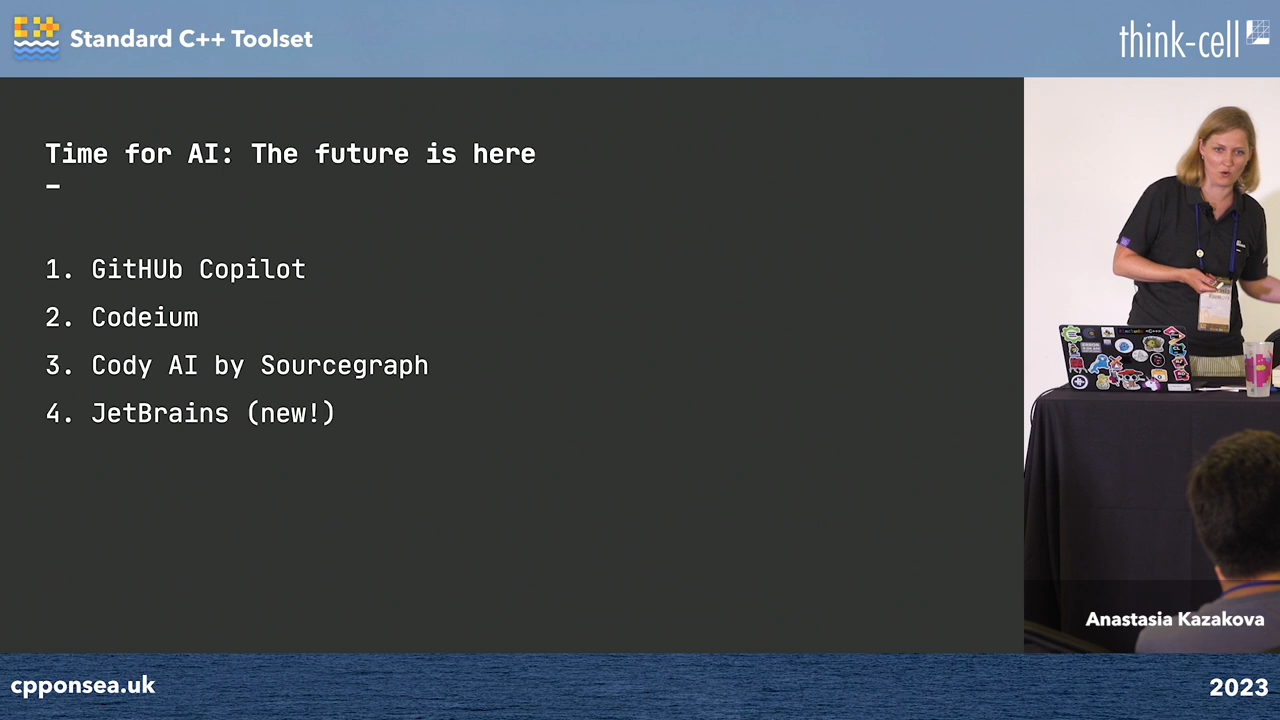 Standard C++ Toolset
think-cell
Time for AI: The future is here
–
1. GitHUb Copilot
2. Codeium
3. Cody AI by Sourcegraph
4. JetBrains (new!)
Anastasia Kazakova
cpponsea.uk
2023